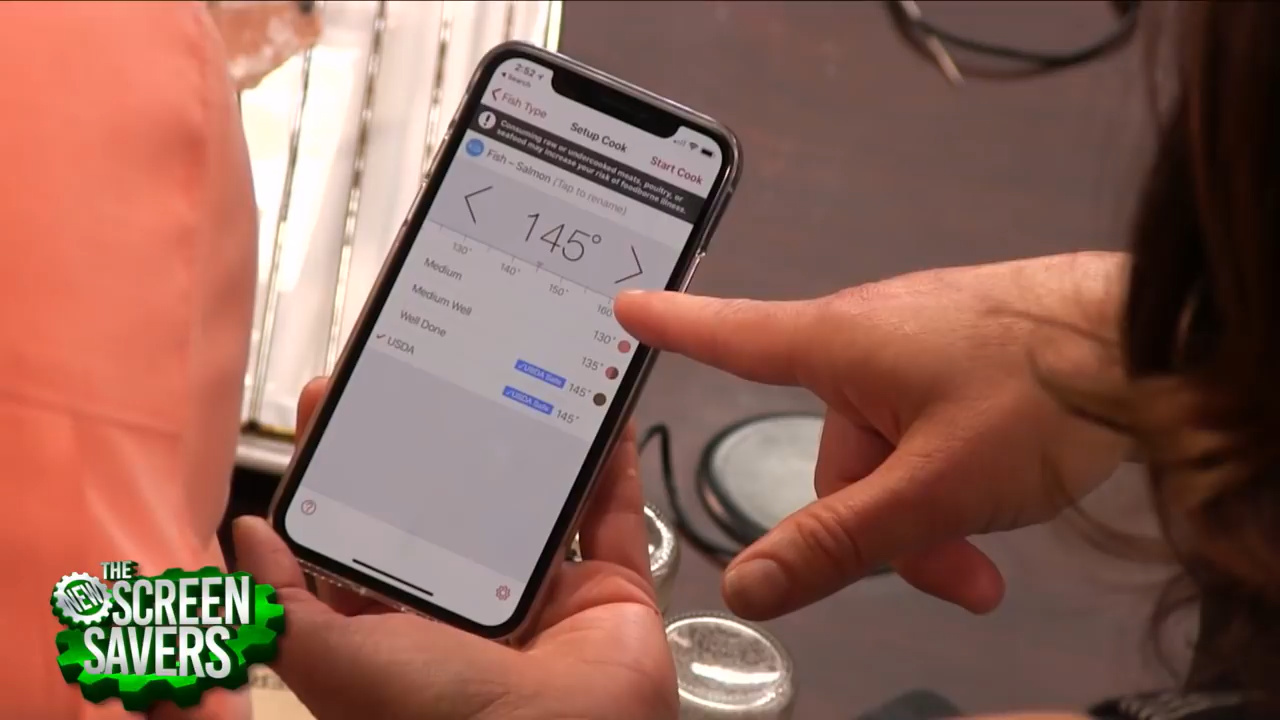 2:52
Search
Fish Type
Setup Cook
Start Cook
Consuming raw or undercooked meats, poultry, or
seafood may increase your risk of foodborne illness.
Fish – Salmon (Tap to rename)
145°
130° 140° 150° 160
Medium 130°
Medium Well 135°
Well Done ✓USDA Safe 145°
✓ USDA ✓USDA Safe 145°
?
THE
NEW SCREEN
SAVERS